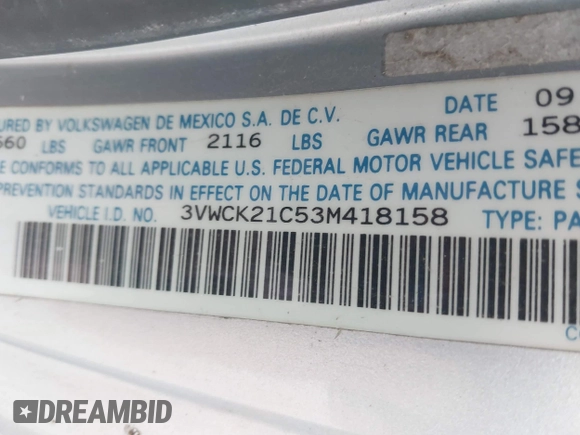 DATE 09
URED BY VOLKSWAGEN DE MEXICO S.A. DE C.V.
660 LBS GAWR FRONT 2116 LBS GAWR REAR 158
E CONFORMS TO ALL APPLICABLE U.S. FEDERAL MOTOR VEHICLE SAFE
PREVENTION STANDARDS IN EFFECT ON THE DATE OF MANUFACTURE
VEHICLE I.D. NO. 3VWCK21C53M418158 TYPE: PA
DREAMBID